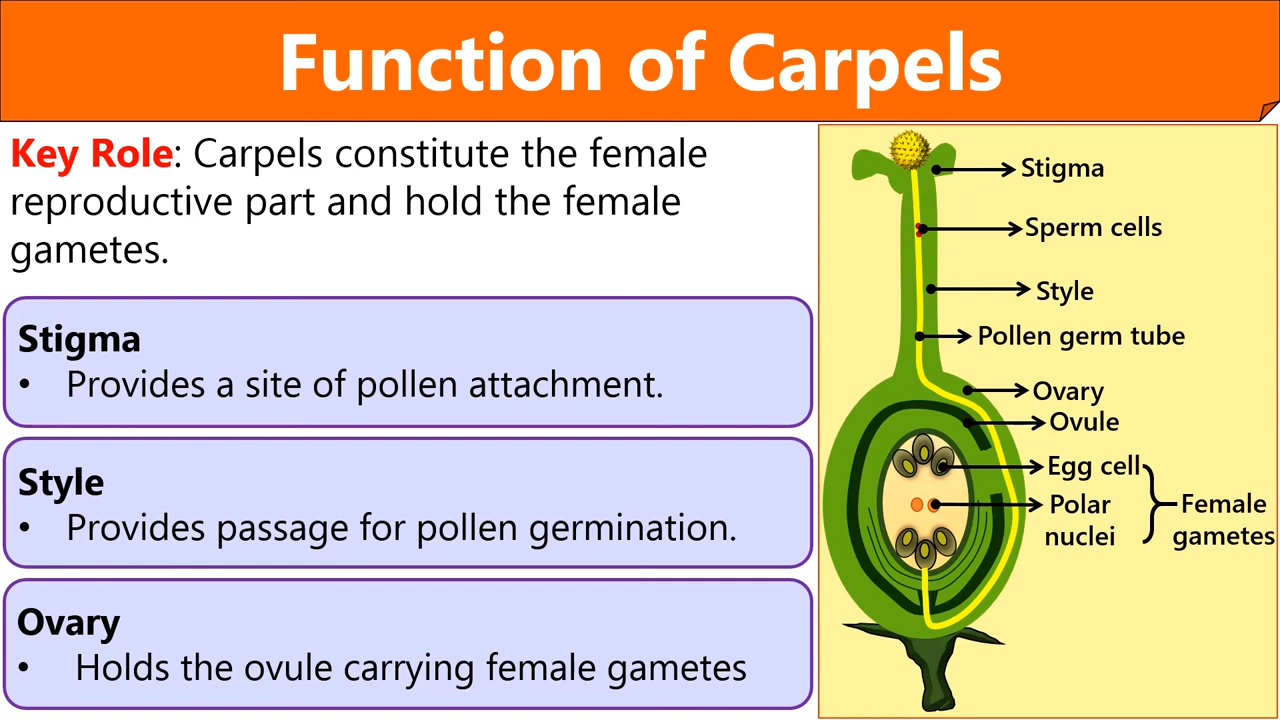 Function of Carpels
Key Role: Carpels constitute the female
reproductive part and hold the female
gametes.
Stigma
• Provides a site of pollen attachment.
Style
• Provides passage for pollen germination.
Ovary
• Holds the ovule carrying female gametes
Stigma
Sperm cells
Style
Pollen germ tube
Ovary
Ovule
Egg cell
Polar
nuclei
Female
gametes